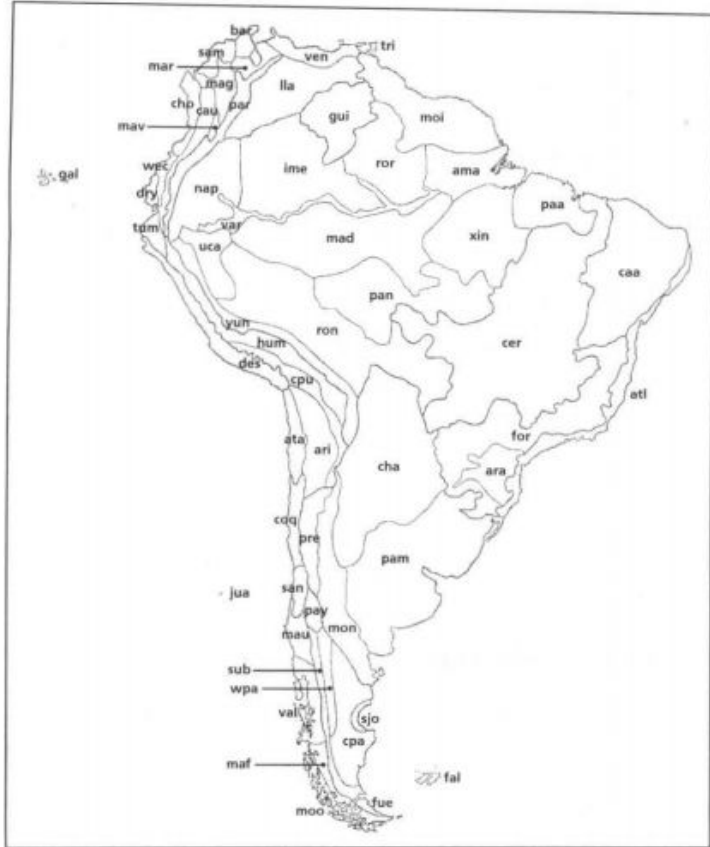 bar
sam
tri
ven
mar
mag
lla
cho
cau
par
gui
moi
mav
wec
ime
ror
ama
gal
nap
dry
paa
tum
var
mad
xin
uca
caa
pan
yun
ron
hum
cer
des
cpu
atl
for
ata
ari
cha
ara
coq
pre
pam
jua
san
pay
mon
mau
sub
wpa
val
sjo
cpa
maf
fal
moo
fue